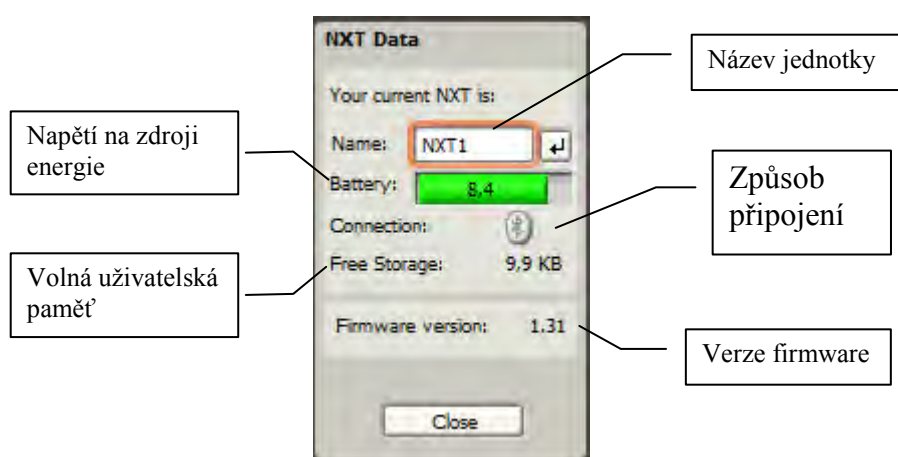 NXT Data
Název jednotky
Your current NXT is:
Napětí na zdroji
energie
Name: NXT1
Battery: 8,4
Způsob
připojení
Connection:
Free Storage: 9,9 KB
Volná uživatelská
paměť
Firmware version: 1.31
Verze firmware
Close